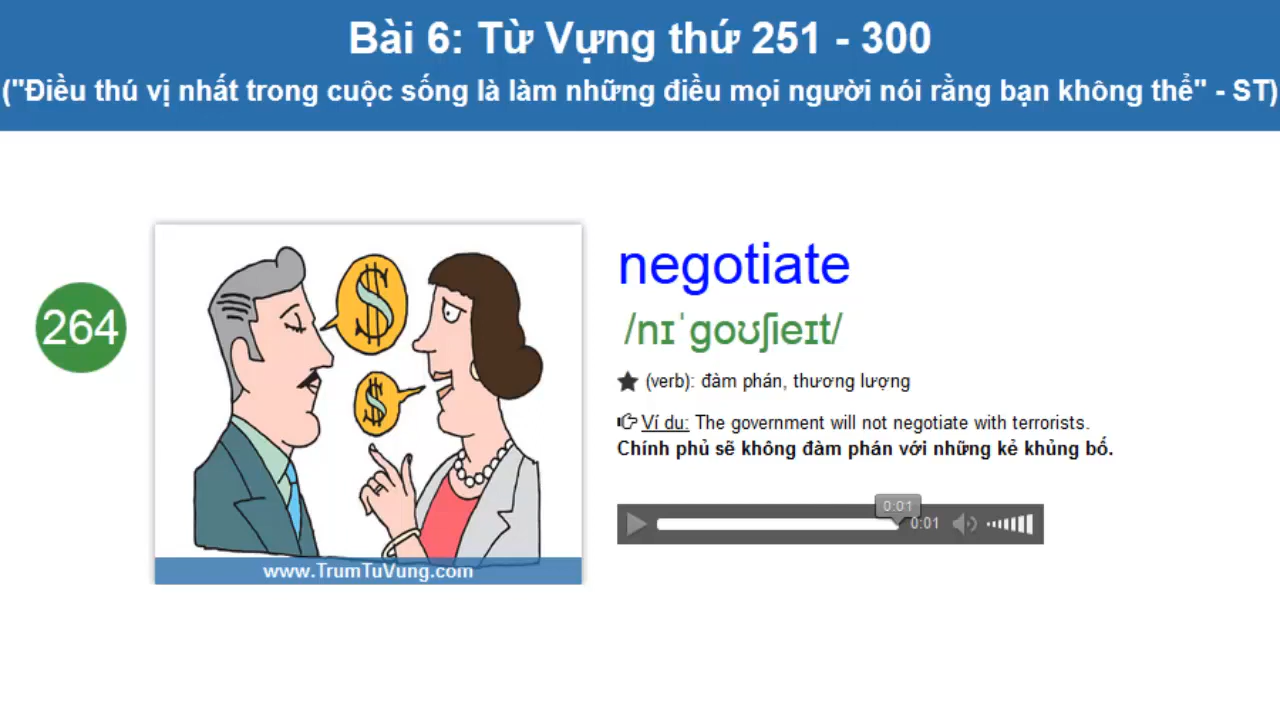 Bài 6: Từ Vựng thứ 251 - 300
("Điều thú vị nhất trong cuộc sống là làm những điều mọi người nói rằng bạn không thể" - ST)
264
$
$
www.TrumTuVung.com
negotiate
/nɪˈgoʊʃieɪt/
★ (verb): đàm phán, thương lượng
Ví dụ: The government will not negotiate with terrorists.
Chính phủ sẽ không đàm phán với những kẻ khủng bố.
0:01
0:01